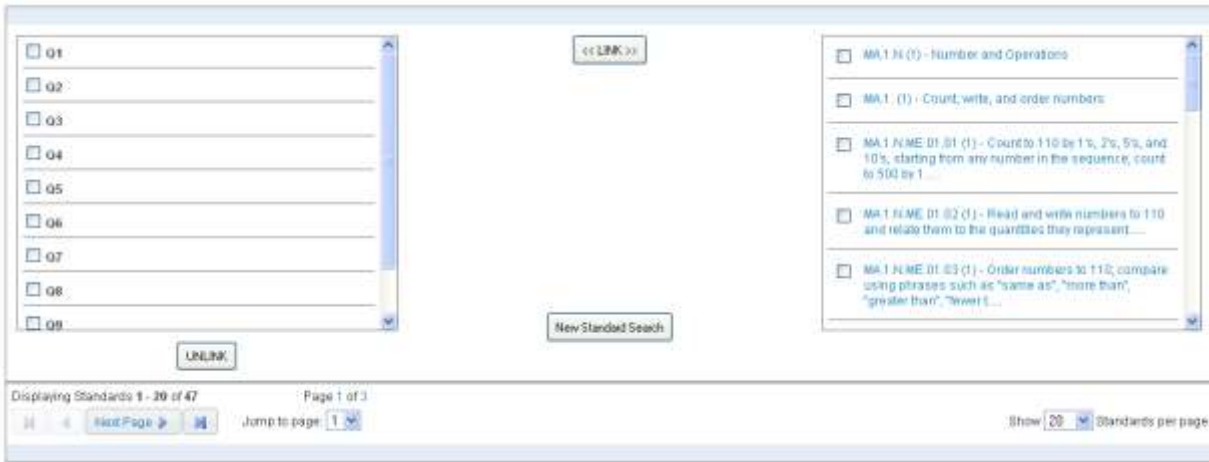 Q1
Q2
Q3
Q4
Q5
Q6
Q7
Q8
Q9
UNLINK
<< LINK >>
New Standard Search
MA.1.N (1) - Number and Operations
MA.1. (1) - Count, write, and order numbers
MA.1.N.ME.01.01 (1) - Count to 110 by 1's, 2's, 5's, and
10's, starting from any number in the sequence; count
to 500 by 1....
MA.1.N.ME.01.02 (1) - Read and write numbers to 110
and relate them to the quantities they represent....
MA.1.N.ME.01.03 (1) - Order numbers to 110; compare
using phrases such as "same as", "more than",
"greater than", "fewer t....
Displaying Standards 1 - 20 of 47
Page 1 of 3
Next Page
Jump to page: 1
Show 20 Standards per page